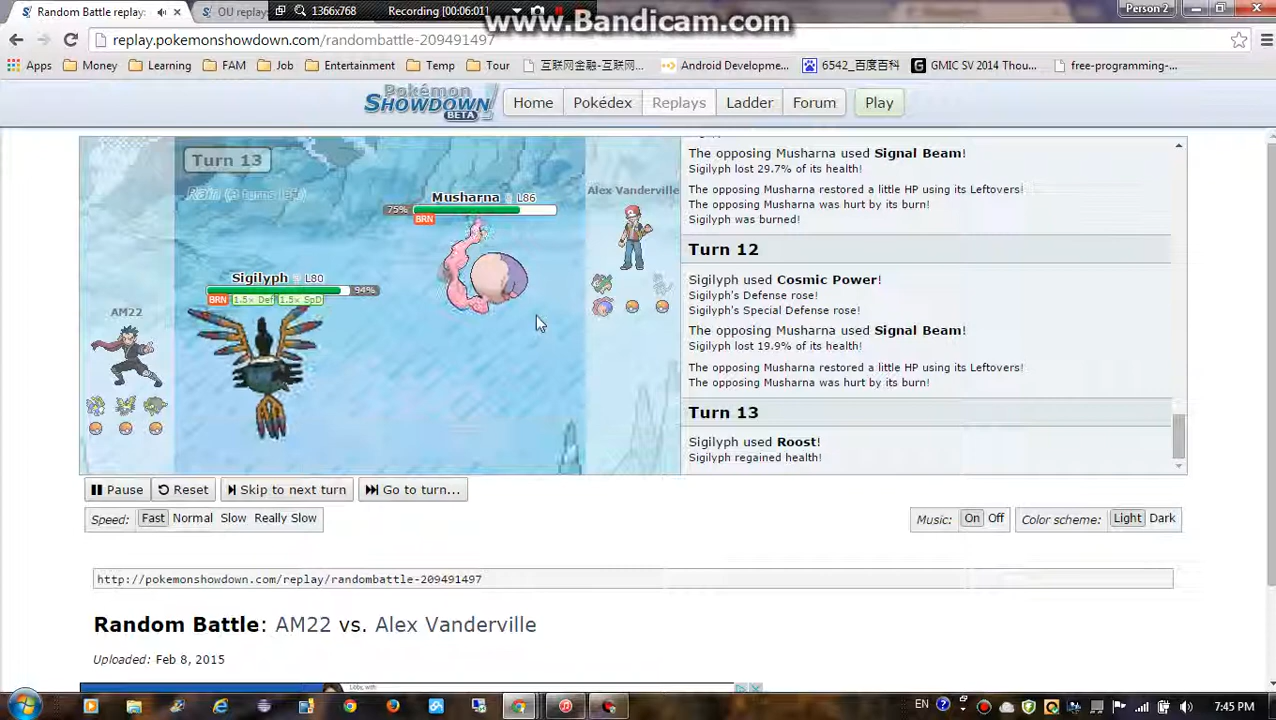 Random Battle replay:
OU replay
1366x768
Recording [00:06:01]
www.Bandicam.com
Person 2
replay.pokemonshowdown.com/randombattle-209491497
Apps
Money
Learning
FAM
Job
Entertainment
Temp
Tour
互联网金融-互联网...
Android Developme...
6542_百度百科
GMIC SV 2014 Thou...
free-programming-...
Pokémon
SHOWDOWN
BETA
Home
Pokédex
Replays
Ladder
Forum
Play
Turn 13
Musharna L86
75%
BRN
Alex Vanderville
Sigilyph L80
94%
BRN 1.5× Def 1.5× SpD
AM22
The opposing Musharna used Signal Beam!
Sigilyph lost 29.7% of its health!
The opposing Musharna restored a little HP using its Leftovers!
The opposing Musharna was hurt by its burn!
Sigilyph was burned!
Turn 12
Sigilyph used Cosmic Power!
Sigilyph's Defense rose!
Sigilyph's Special Defense rose!
The opposing Musharna used Signal Beam!
Sigilyph lost 19.9% of its health!
The opposing Musharna restored a little HP using its Leftovers!
The opposing Musharna was hurt by its burn!
Turn 13
Sigilyph used Roost!
Sigilyph regained health!
Pause
Reset
Skip to next turn
Go to turn...
Speed: Fast Normal Slow Really Slow
Music: On Off
Color scheme: Light Dark
http://pokemonshowdown.com/replay/randombattle-209491497
Random Battle: AM22 vs. Alex Vanderville
Uploaded: Feb 8, 2015
EN
7:45 PM